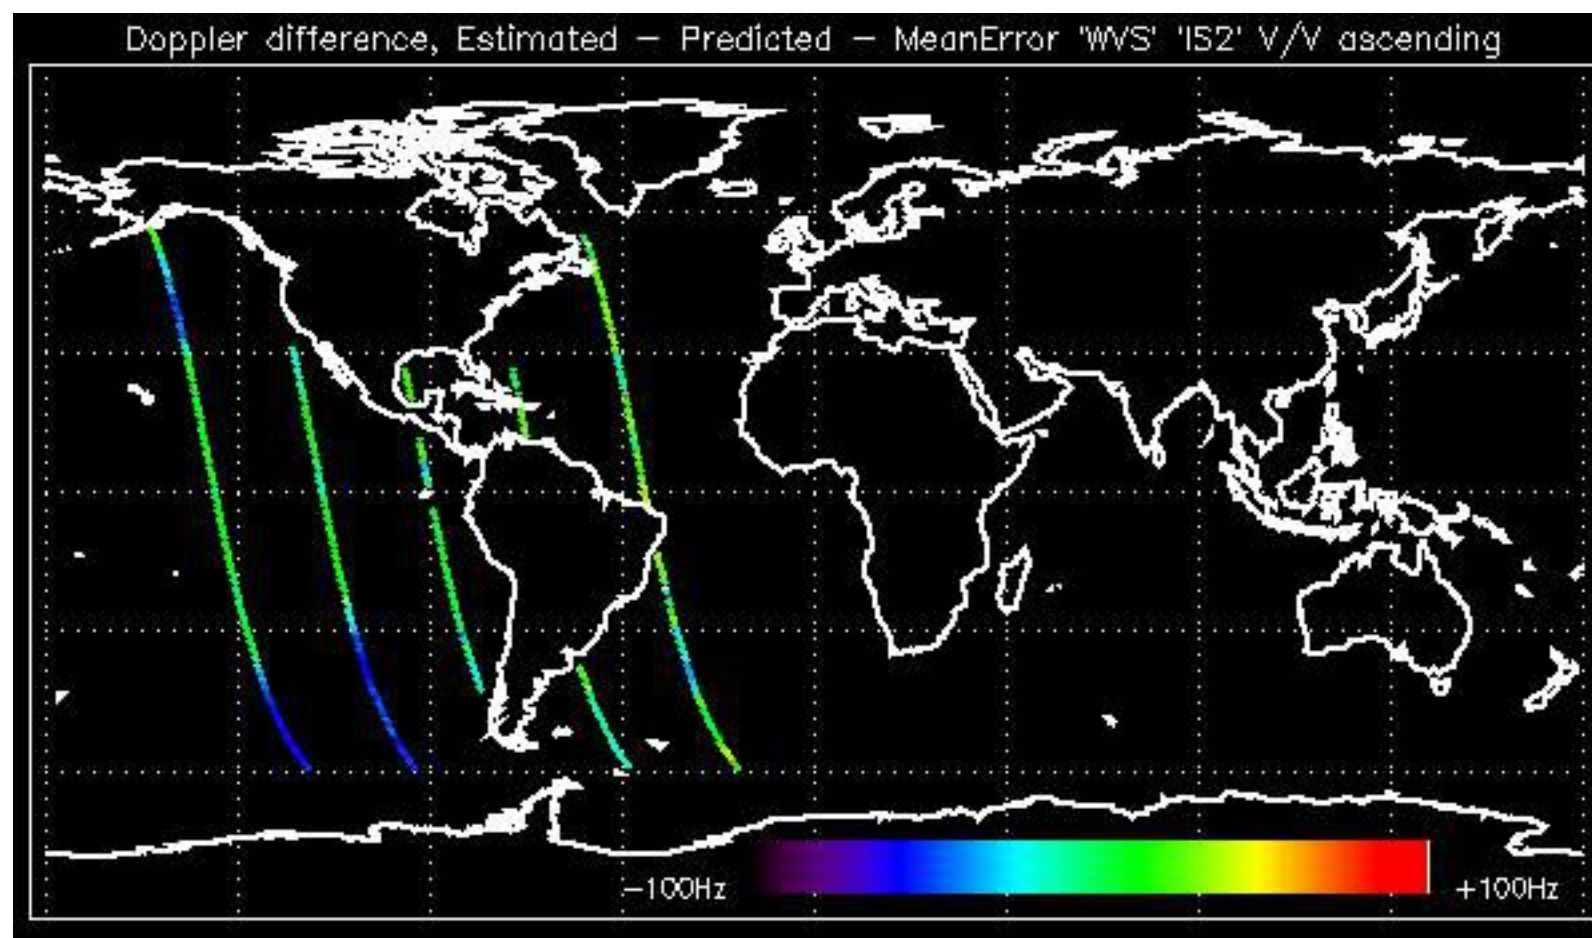 Doppler difference, Estimated – Predicted – MeanError 'WVS' 'IS2' V/V ascending
−100Hz +100Hz